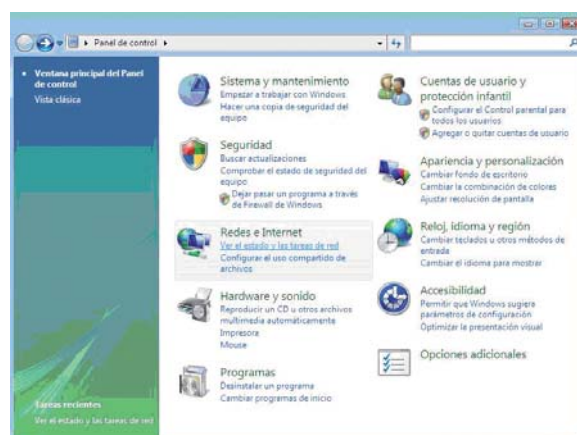 Panel de control
Ventana principal del Panel
de control
Vista clásica
Sistema y mantenimiento
Empezar a trabajar con Windows
Hacer una copia de seguridad del
equipo
Seguridad
Buscar actualizaciones
Comprobar el estado de seguridad del
equipo
Dejar pasar un programa a través
de Firewall de Windows
Redes e Internet
Ver el estado y las tareas de red
Configurar el uso compartido de
archivos
Hardware y sonido
Reproducir un CD u otros archivos
multimedia automáticamente
Impresora
Mouse
Programas
Desinstalar un programa
Cambiar programas de inicio
Cuentas de usuario y
protección infantil
Configurar el Control parental para
todos los usuarios
Agregar o quitar cuentas de usuario
Apariencia y personalización
Cambiar fondo de escritorio
Cambiar la combinación de colores
Ajustar resolución de pantalla
Reloj, idioma y región
Cambiar teclados u otros métodos de
entrada
Cambiar el idioma para mostrar
Accesibilidad
Permitir que Windows sugiera
parámetros de configuración
Optimizar la presentación visual
Opciones adicionales
Tareas recientes
Ver el estado y las tareas de red